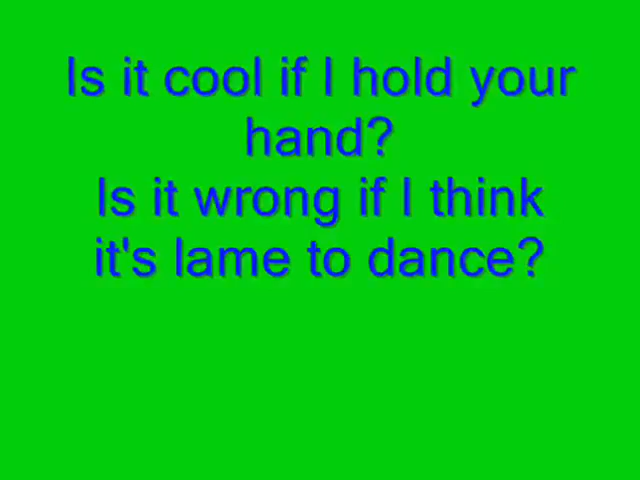 Is it cool if I hold your
hand?
Is it wrong if I think
it's lame to dance?